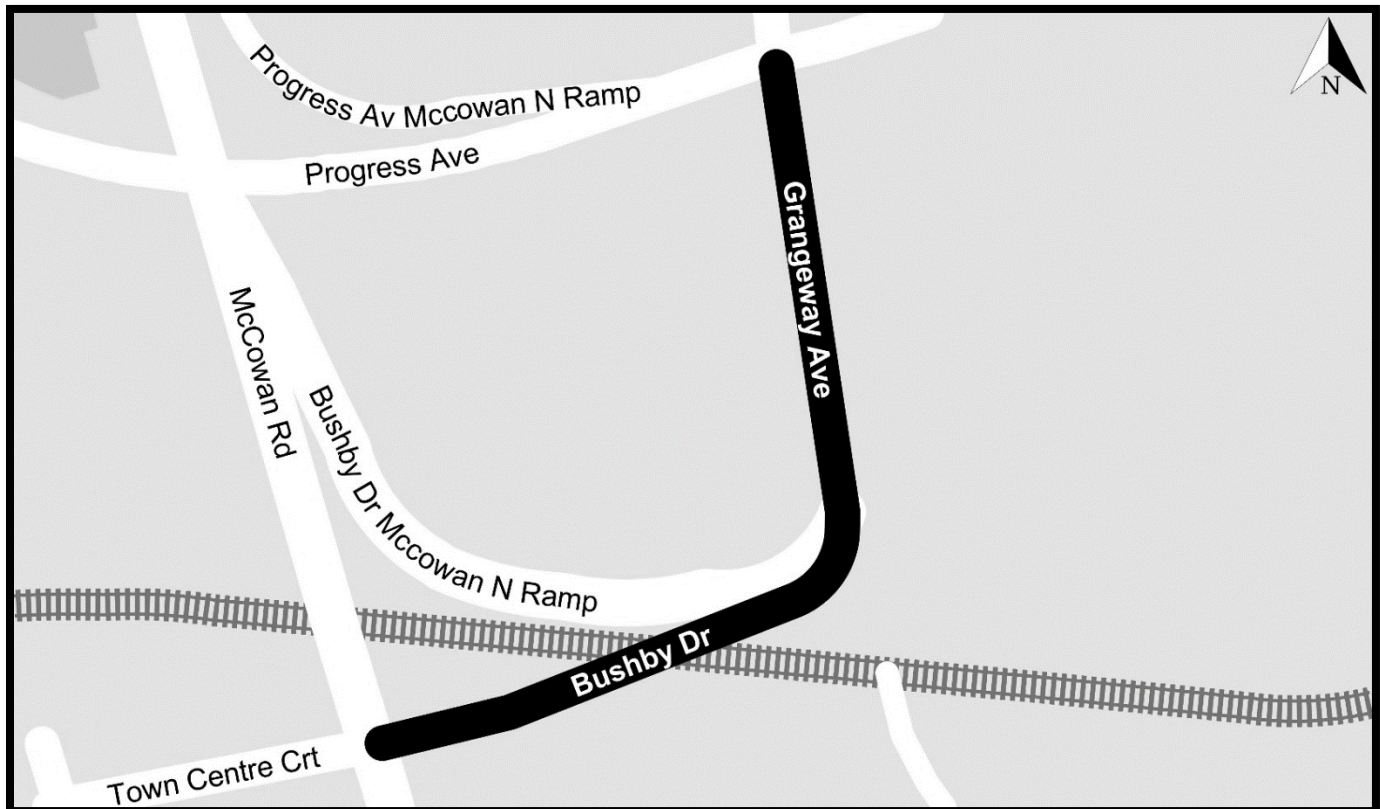 Progress Av Mccowan N Ramp
N
Progress Ave
Grangeway Ave
McCowan Rd
Bushby Dr Mccowan N Ramp
Bushby Dr
Town Centre Crt